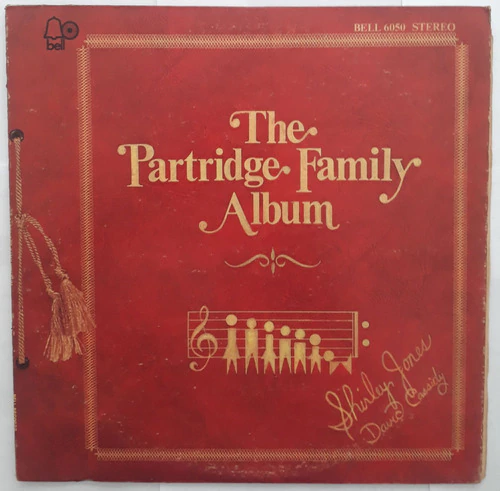 bell
BELL 6050 STEREO
The
Partridge Family
Album
Shirley Jones
David Cassidy